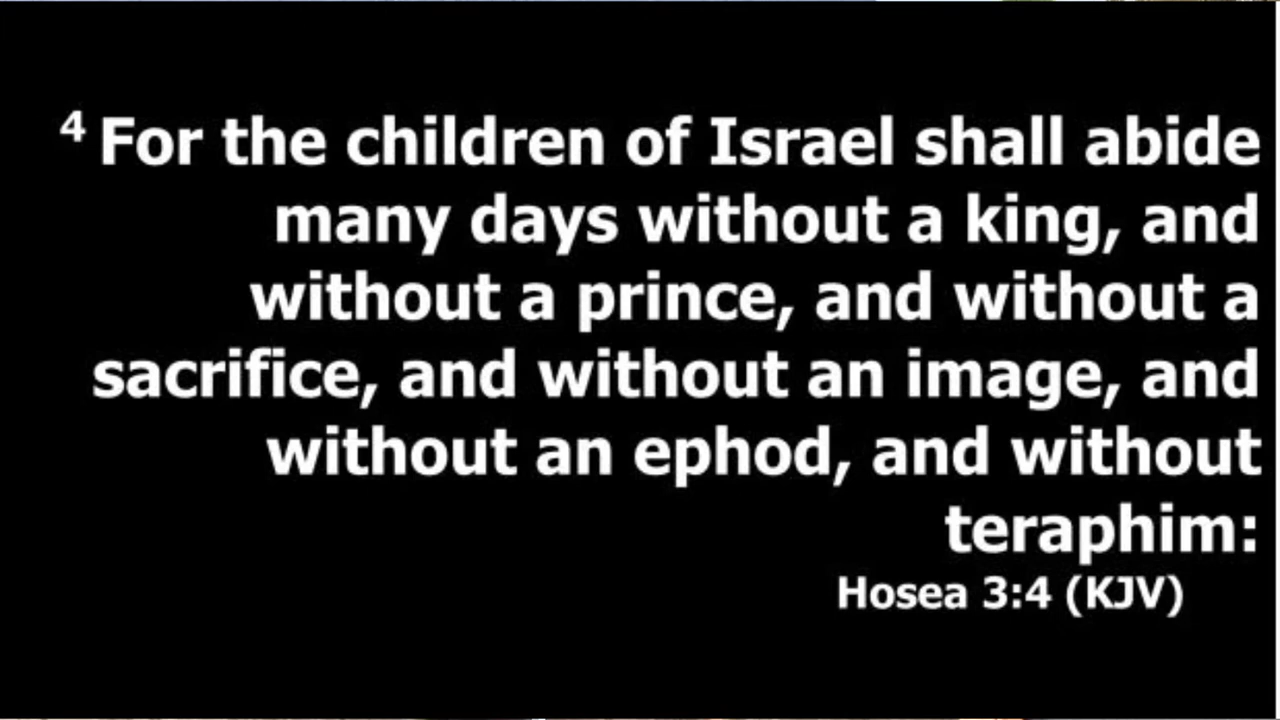 4 For the children of Israel shall abide
many days without a king, and
without a prince, and without a
sacrifice, and without an image, and
without an ephod, and without
teraphim:
Hosea 3:4 (KJV)